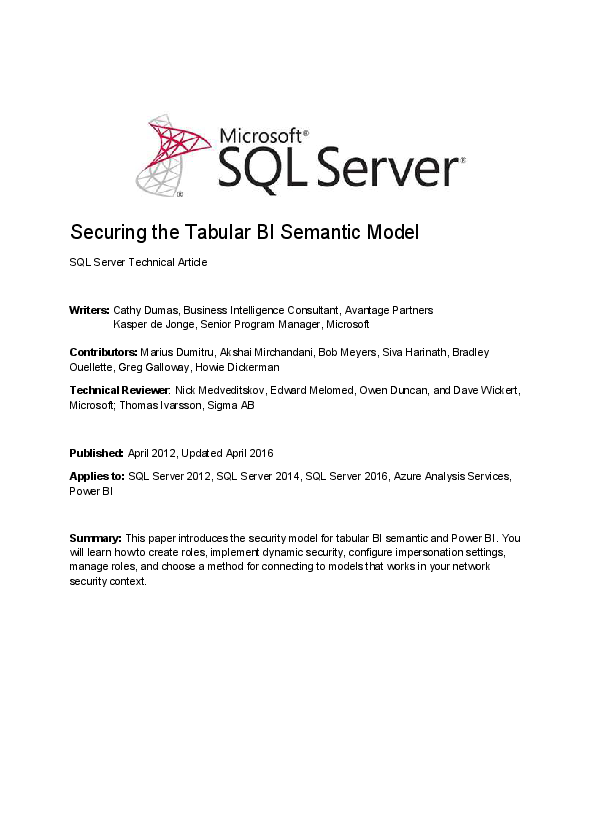 Microsoft®
SQL Server®
®
Securing the Tabular BI Semantic Model
SQL Server Technical Article
Writers: Cathy Dumas, Business Intelligence Consultant, Avantage Partners
Kasper de Jonge, Senior Program Manager, Microsoft
Contributors: Marius Dumitru, Akshai Mirchandani, Bob Meyers, Siva Harinath, Bradley
Ouellette, Greg Galloway, Howie Dickerman
Technical Reviewer: Nick Medveditskov, Edward Melomed, Owen Duncan, and Dave Wickert,
Microsoft; Thomas Ivarsson, Sigma AB
Published: April 2012, Updated April 2016
Applies to: SQL Server 2012, SQL Server 2014, SQL Server 2016, Azure Analysis Services,
Power BI
Summary: This paper introduces the security model for tabular BI semantic and Power BI. You
will learn how to create roles, implement dynamic security, configure impersonation settings,
manage roles, and choose a method for connecting to models that works in your network
security context.